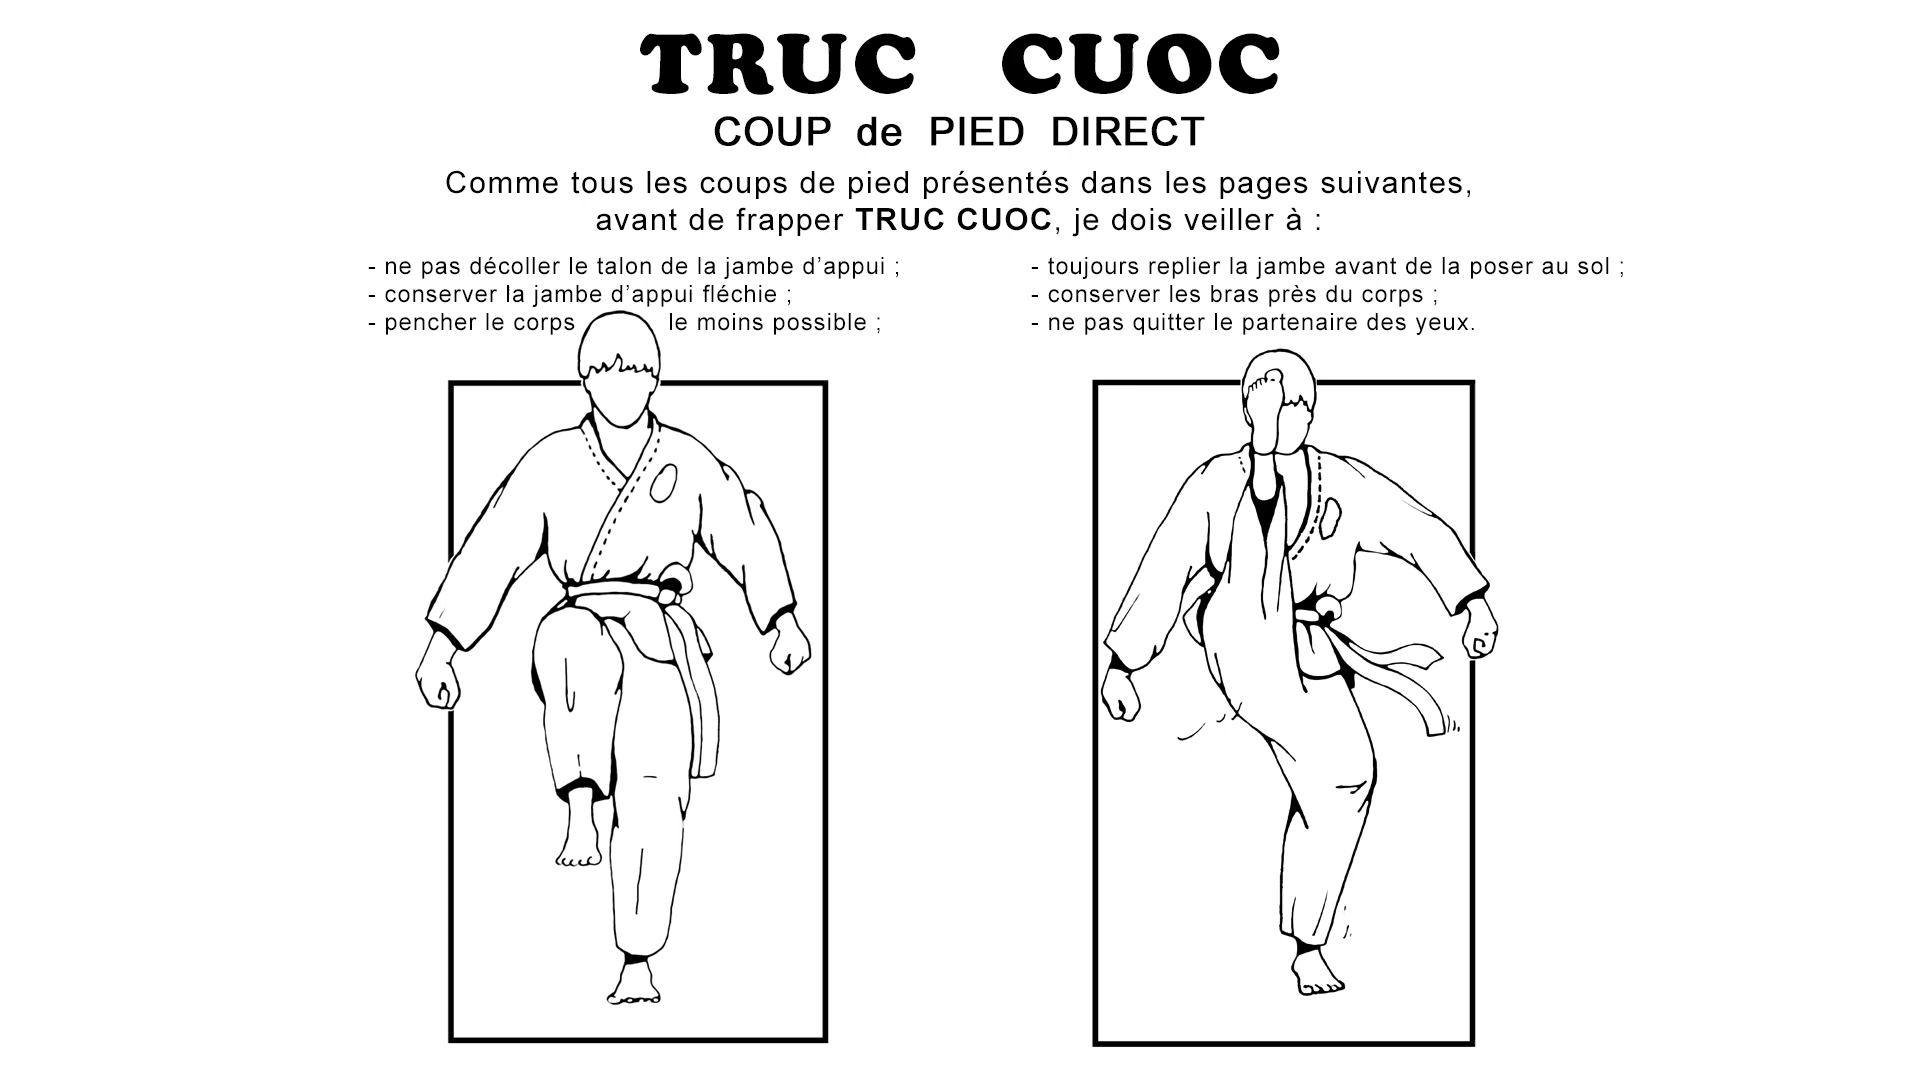 TRUC CUOC
COUP de PIED DIRECT
Comme tous les coups de pied présentés dans les pages suivantes,
avant de frapper TRUC CUOC, je dois veiller à :
- ne pas décoller le talon de la jambe d’appui ;
- conserver la jambe d’appui fléchie ;
- pencher le corps le moins possible ;
- toujours replier la jambe avant de la poser au sol ;
- conserver les bras près du corps ;
- ne pas quitter le partenaire des yeux.